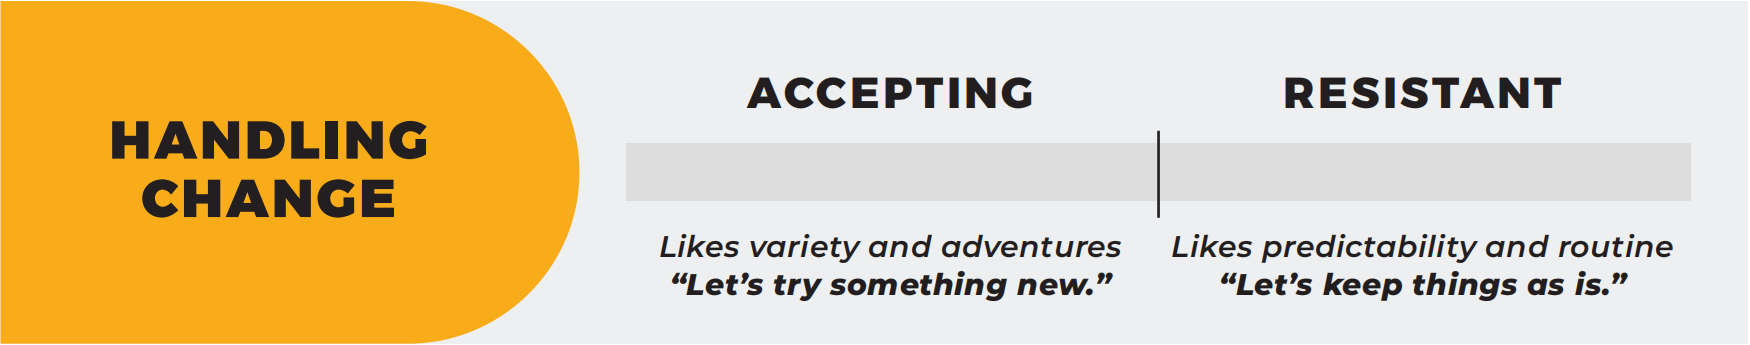 HANDLING
CHANGE
ACCEPTING
RESISTANT
Likes variety and adventures
“Let’s try something new.”
Likes predictability and routine
“Let’s keep things as is.”